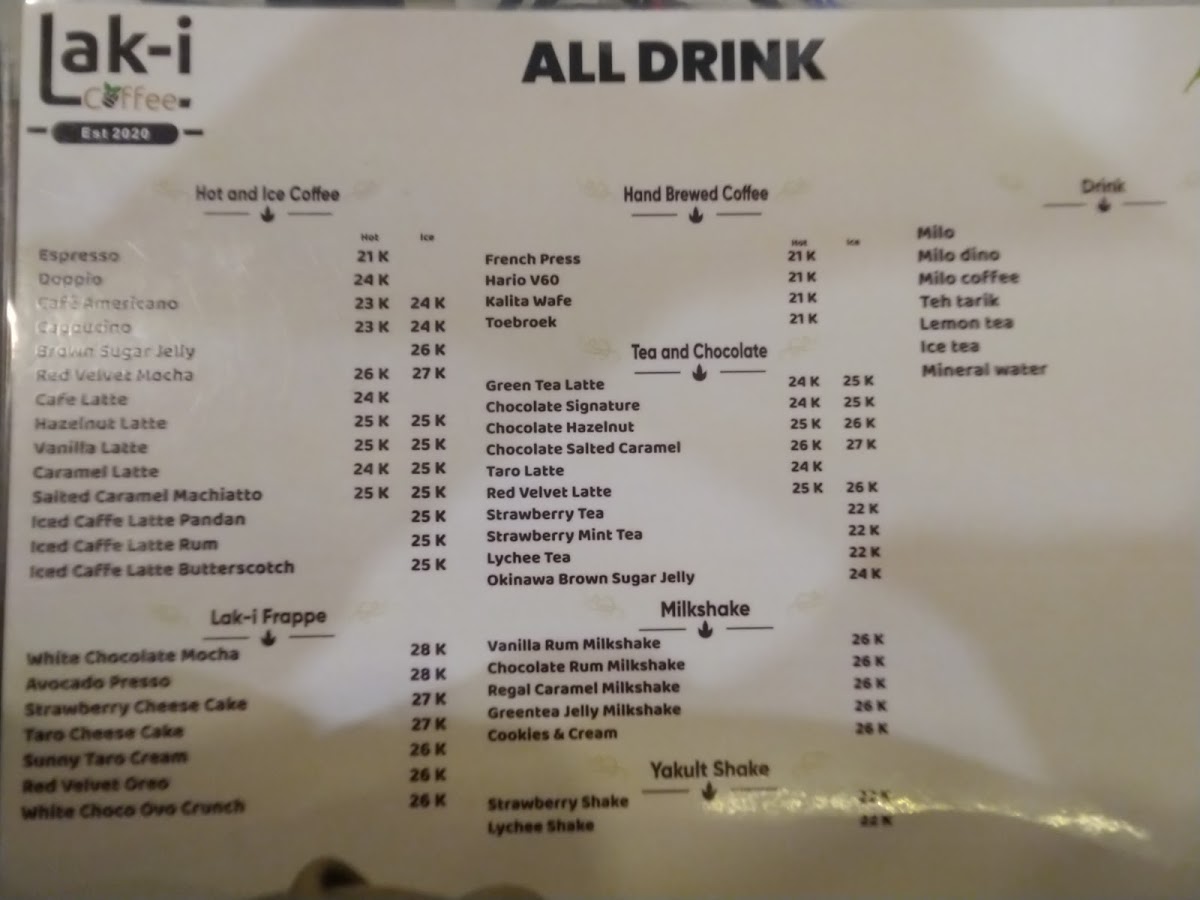 Lak-i
Coffee
Est 2020
ALL DRINK
Hot and Ice Coffee
Hot Ice
Espresso 21 K
Doppio 24 K
Café Americano 23 K 24 K
Cappucino 23 K 24 K
Brown Sugar Jelly 26 K
Red Velvet Mocha 26 K 27 K
Cafe Latte 24 K
Hazelnut Latte 25 K 25 K
Vanilla Latte 25 K 25 K
Caramel Latte 24 K 25 K
Salted Caramel Machiatto 25 K 25 K
Iced Caffe Latte Pandan 25 K
Iced Caffe Latte Rum 25 K
Iced Caffe Latte Butterscotch 25 K
Lak-i Frappe
White Chocolate Mocha 28 K
Avocado Presso 28 K
Strawberry Cheese Cake 27 K
Taro Cheese Cake 27 K
Sunny Taro Cream 26 K
Red Velvet Oreo 26 K
White Choco Ovo Crunch 26 K
Hand Brewed Coffee
Hot Ice
French Press 21 K
Hario V60 21 K
Kalita Wafe 21 K
Toebroek 21 K
Tea and Chocolate
Green Tea Latte 24 K 25 K
Chocolate Signature 24 K 25 K
Chocolate Hazelnut 25 K 26 K
Chocolate Salted Caramel 26 K 27 K
Taro Latte 24 K
Red Velvet Latte 25 K 26 K
Strawberry Tea 22 K
Strawberry Mint Tea 22 K
Lychee Tea 22 K
Okinawa Brown Sugar Jelly 24 K
Milkshake
Vanilla Rum Milkshake 26 K
Chocolate Rum Milkshake 26 K
Regal Caramel Milkshake 26 K
Greentea Jelly Milkshake 26 K
Cookies & Cream 26 K
Yakult Shake
Strawberry Shake 22 K
Lychee Shake 22 K
Drink
Milo
Milo dino
Milo coffee
Teh tarik
Lemon tea
Ice tea
Mineral water